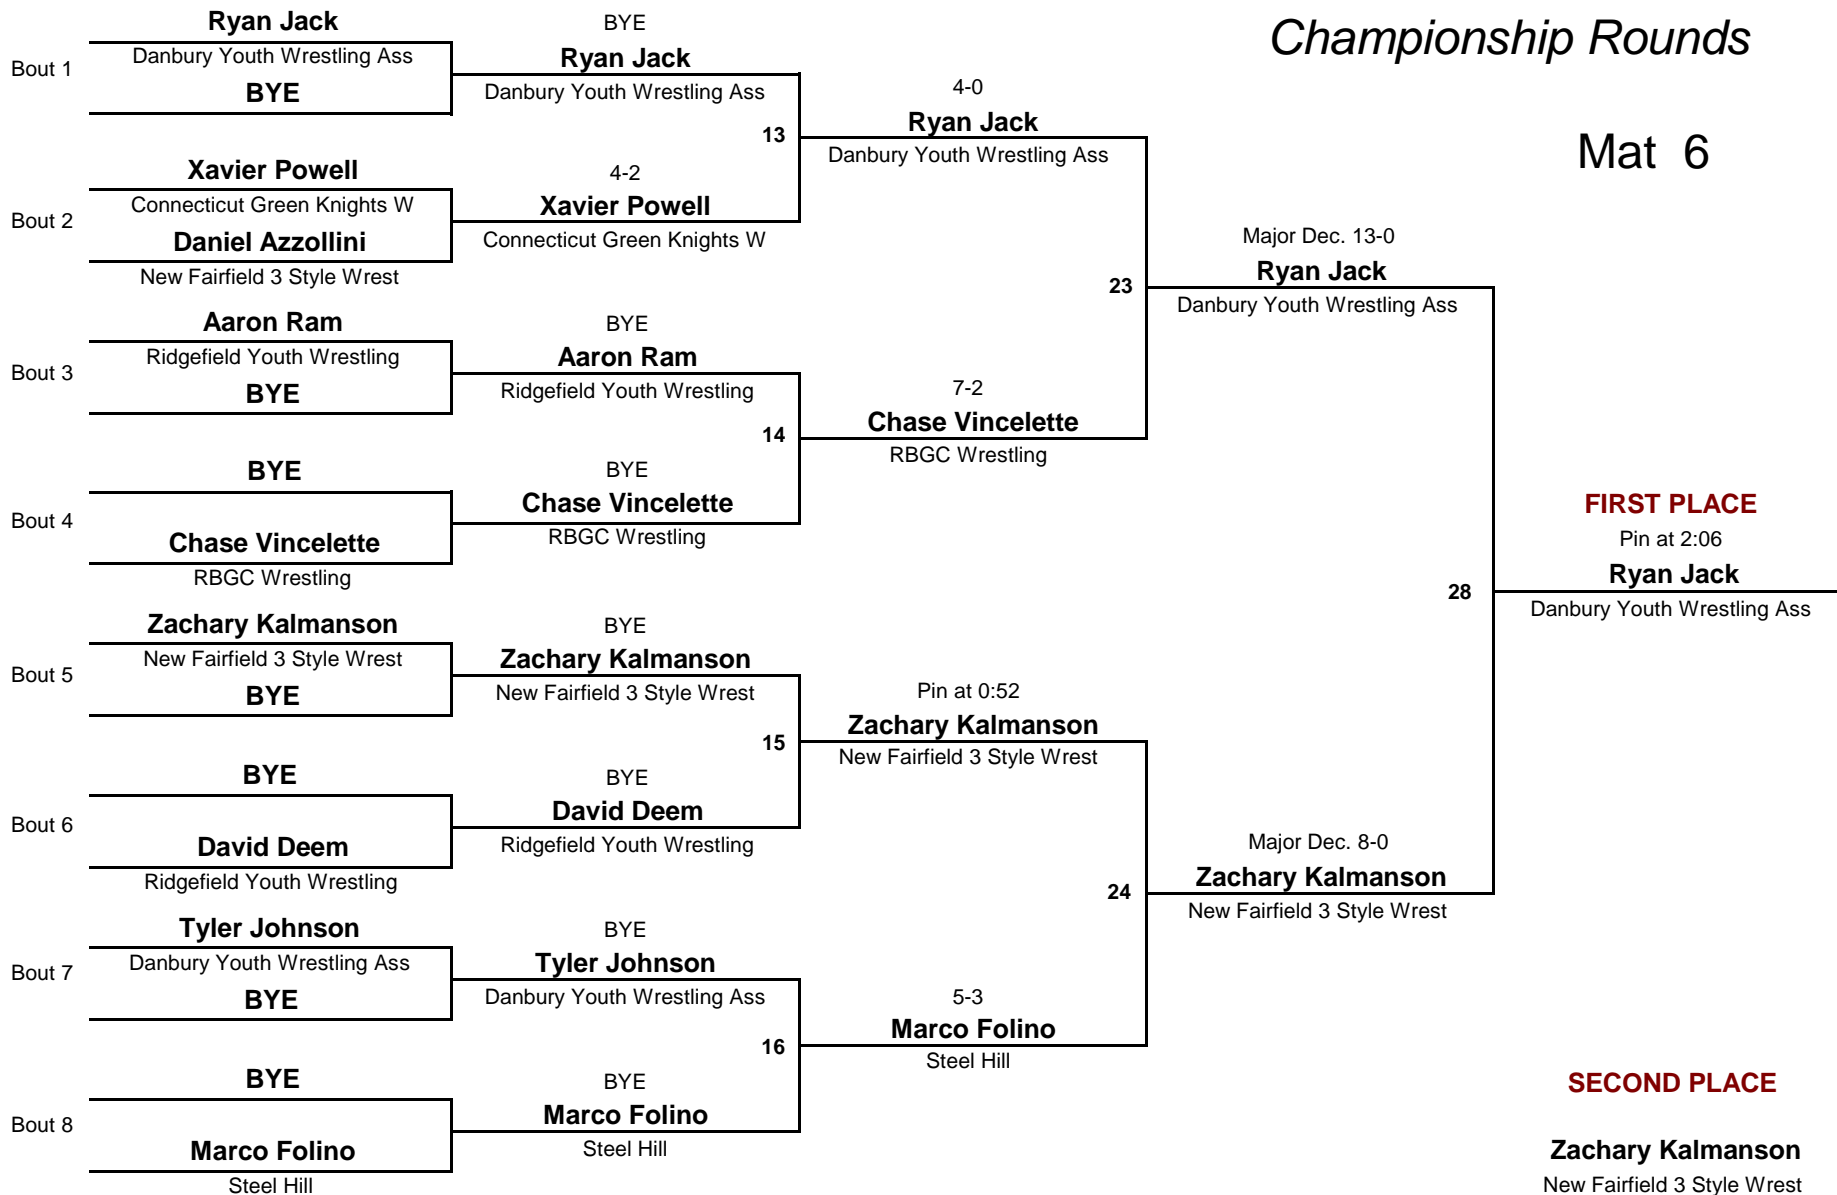 Championship Rounds
Mat 6
Bout 1
Ryan Jack
Danbury Youth Wrestling Ass
BYE
Bout 2
Xavier Powell
Connecticut Green Knights W
Daniel Azzollini
New Fairfield 3 Style Wrest
Bout 3
Aaron Ram
Ridgefield Youth Wrestling
BYE
Bout 4
BYE
Chase Vincelette
RBGC Wrestling
Bout 5
Zachary Kalmanson
New Fairfield 3 Style Wrest
BYE
Bout 6
BYE
David Deem
Ridgefield Youth Wrestling
Bout 7
Tyler Johnson
Danbury Youth Wrestling Ass
BYE
Bout 8
BYE
Marco Folino
Steel Hill
BYE
Ryan Jack
Danbury Youth Wrestling Ass
13
4-2
Xavier Powell
Connecticut Green Knights W
BYE
Aaron Ram
Ridgefield Youth Wrestling
14
BYE
Chase Vincelette
RBGC Wrestling
BYE
Zachary Kalmanson
New Fairfield 3 Style Wrest
15
BYE
David Deem
Ridgefield Youth Wrestling
BYE
Tyler Johnson
Danbury Youth Wrestling Ass
16
BYE
Marco Folino
Steel Hill
4-0
Ryan Jack
Danbury Youth Wrestling Ass
23
7-2
Chase Vincelette
RBGC Wrestling
Pin at 0:52
Zachary Kalmanson
New Fairfield 3 Style Wrest
24
5-3
Marco Folino
Steel Hill
Major Dec. 13-0
Ryan Jack
Danbury Youth Wrestling Ass
28
Major Dec. 8-0
Zachary Kalmanson
New Fairfield 3 Style Wrest
FIRST PLACE
Pin at 2:06
Ryan Jack
Danbury Youth Wrestling Ass
SECOND PLACE
Zachary Kalmanson
New Fairfield 3 Style Wrest